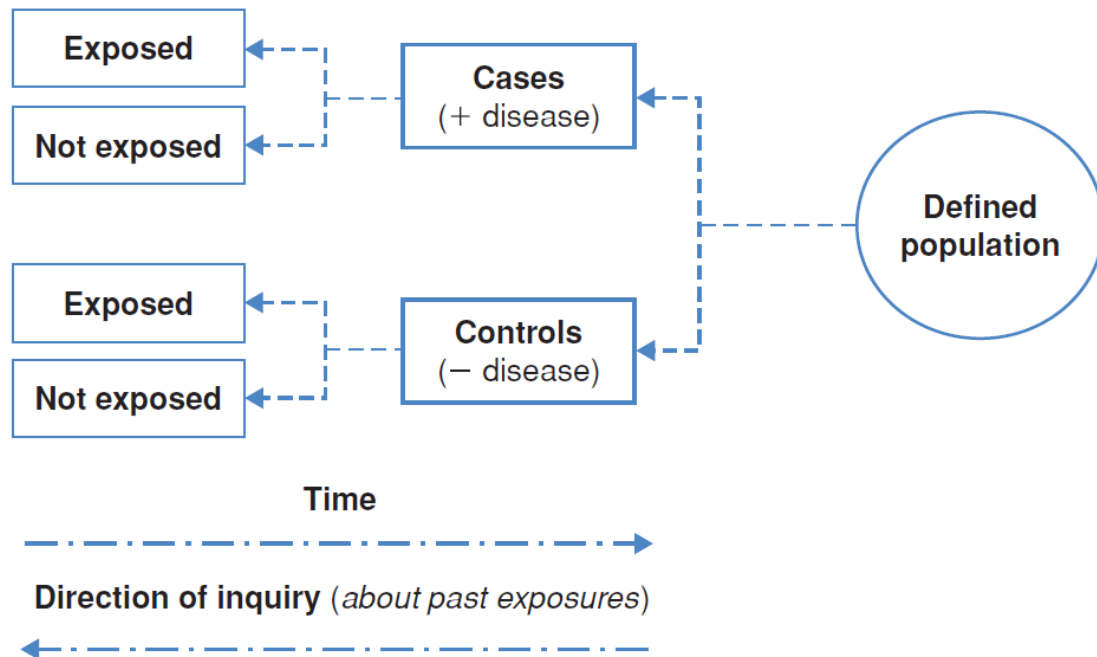 Exposed
Not exposed
Cases
(+ disease)
Defined
population
Exposed
Not exposed
Controls
(− disease)
Time
Direction of inquiry (about past exposures)